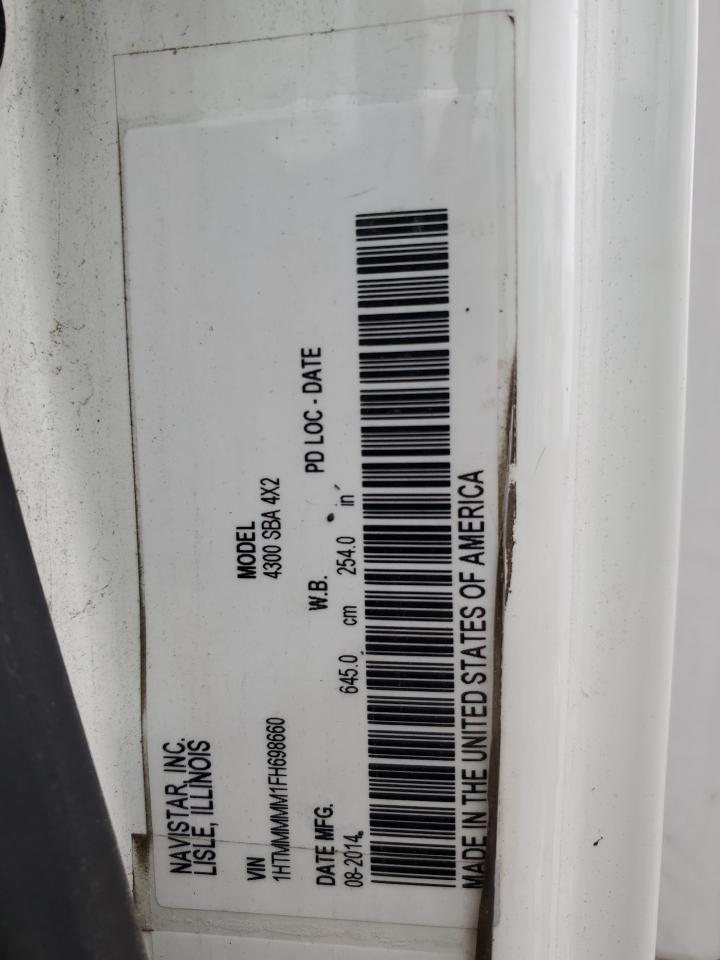 NAVISTAR, INC.
LISLE, ILLINOIS
VIN MODEL
1HTMMMMM1FH698660 4300 SBA 4X2
DATE MFG. W.B. PD LOC - DATE
08-2014 645.0 cm 254.0 in
MADE IN THE UNITED STATES OF AMERICA